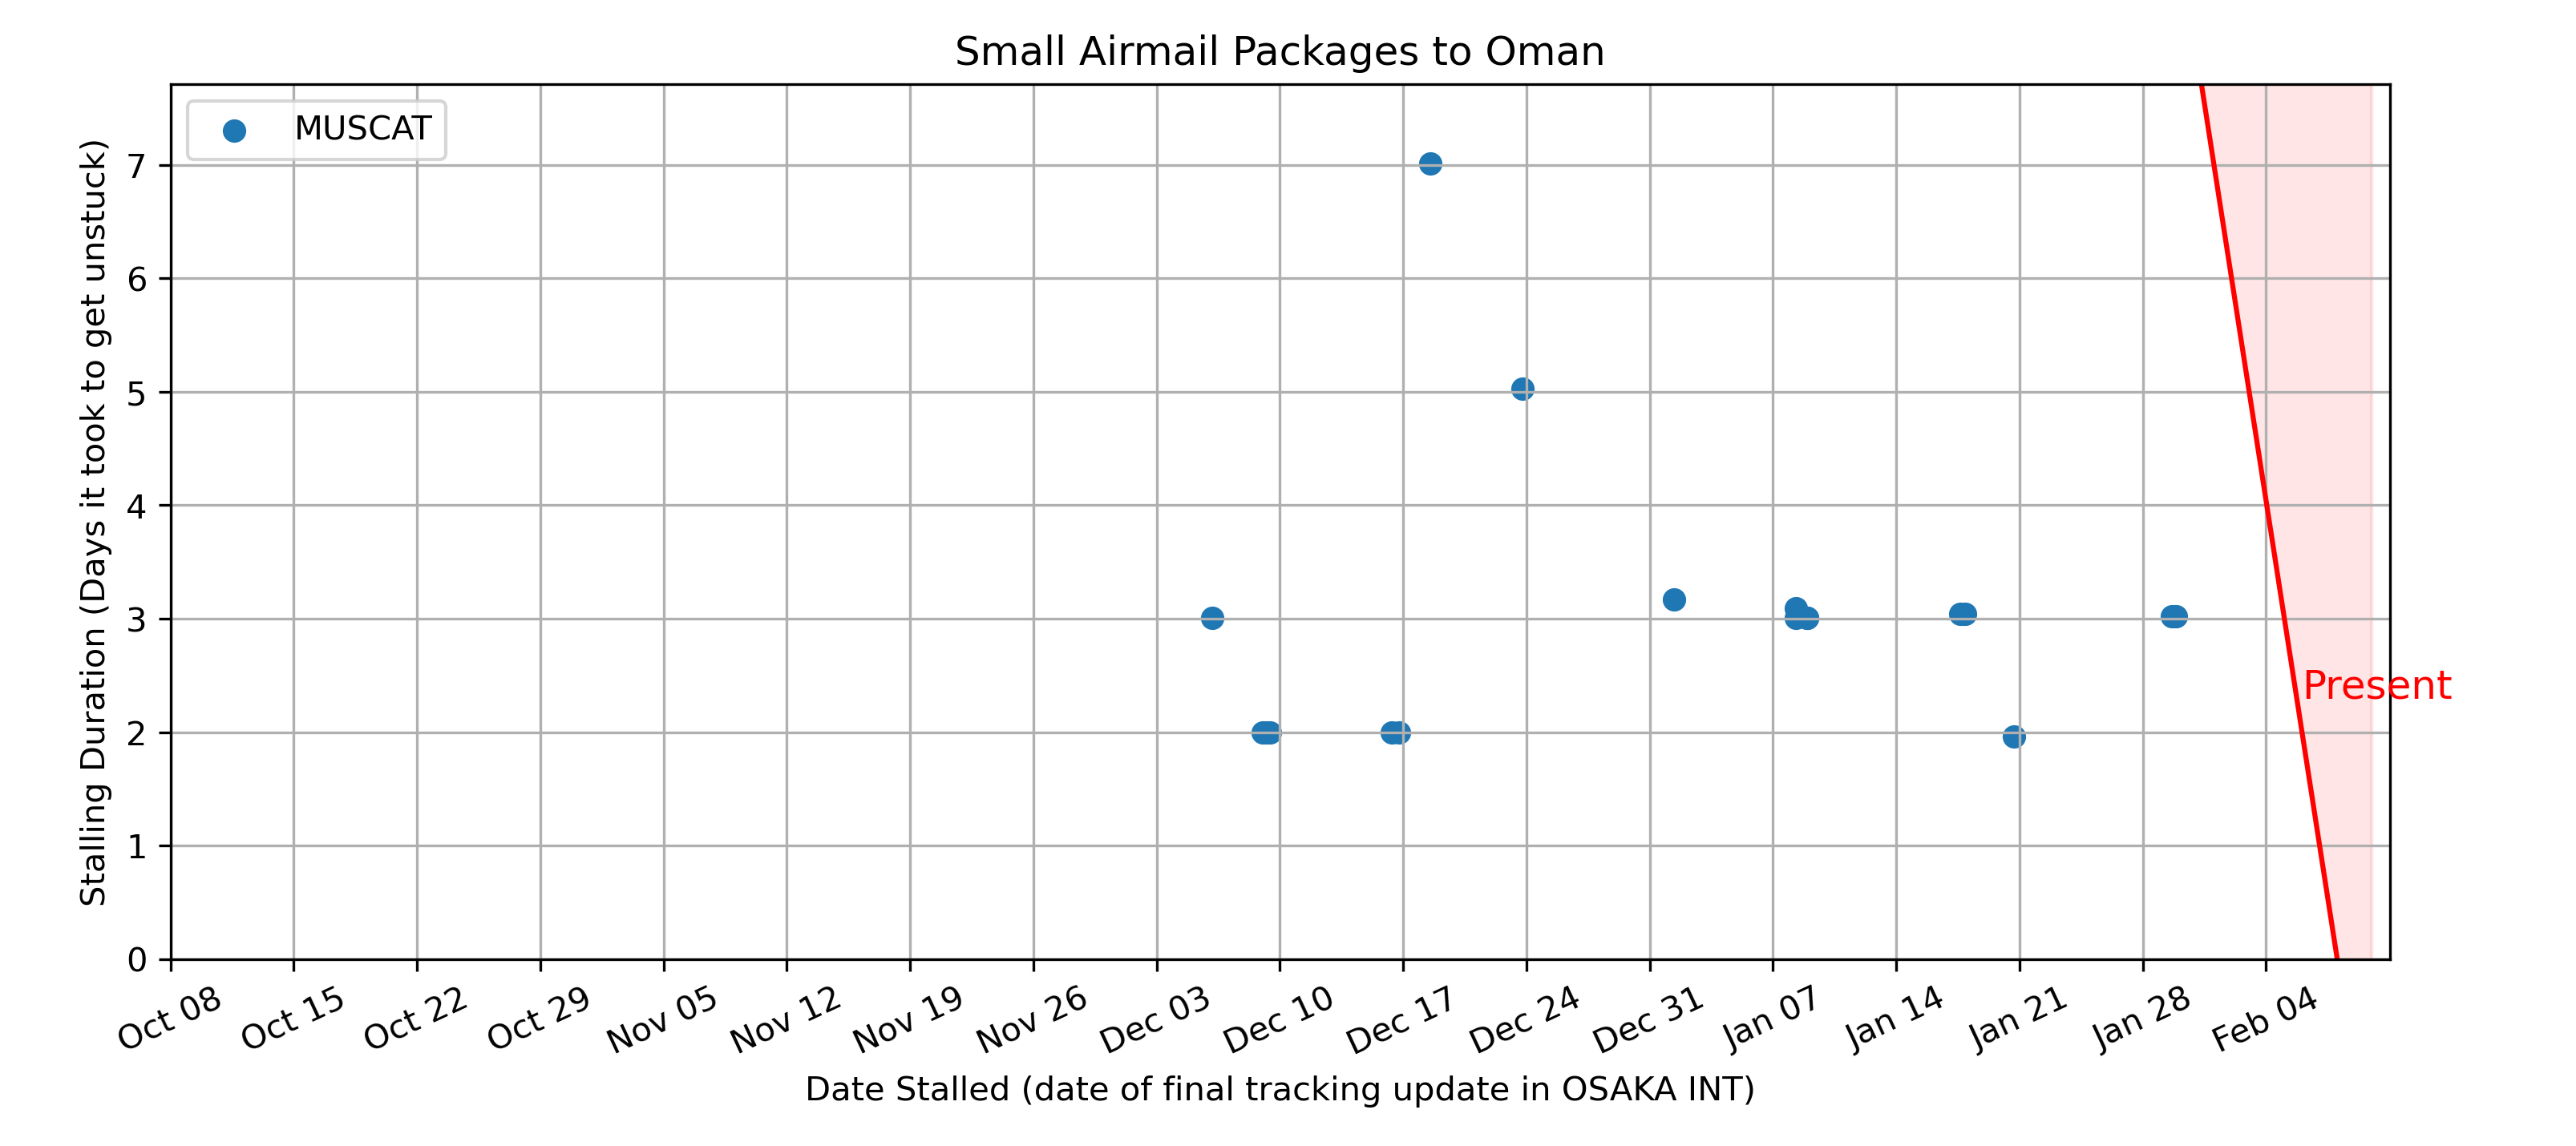 Small Airmail Packages to Oman
MUSCAT
Stalling Duration (Days it took to get unstuck)
7
6
5
4
3
2
1
0
Present
Oct 08
Oct 15
Oct 22
Oct 29
Nov 05
Nov 12
Nov 19
Nov 26
Dec 03
Dec 10
Dec 17
Dec 24
Dec 31
Jan 07
Jan 14
Jan 21
Jan 28
Feb 04
Date Stalled (date of final tracking update in OSAKA INT)